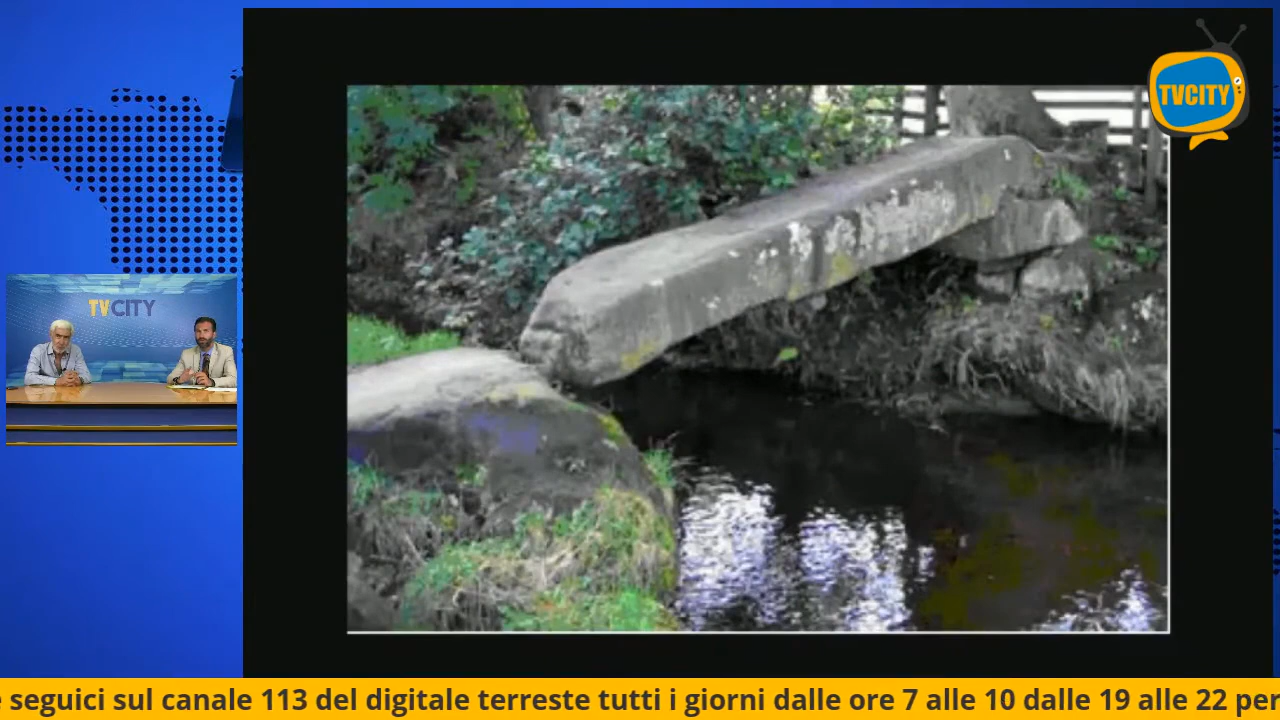 TVCITY
TVCITY
e seguici sul canale 113 del digitale terreste tutti i giorni dalle ore 7 alle 10 dalle 19 alle 22 per